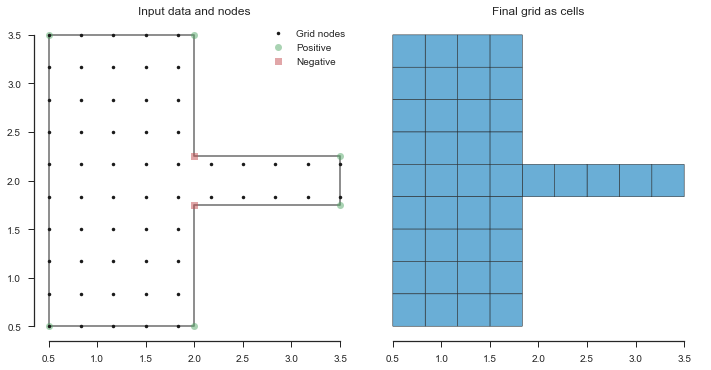 Input data and nodes
Final grid as cells
Grid nodes
Positive
Negative
3.5
3.0
2.5
2.0
1.5
1.0
0.5
0.5 1.0 1.5 2.0 2.5 3.0 3.5
0.5 1.0 1.5 2.0 2.5 3.0 3.5